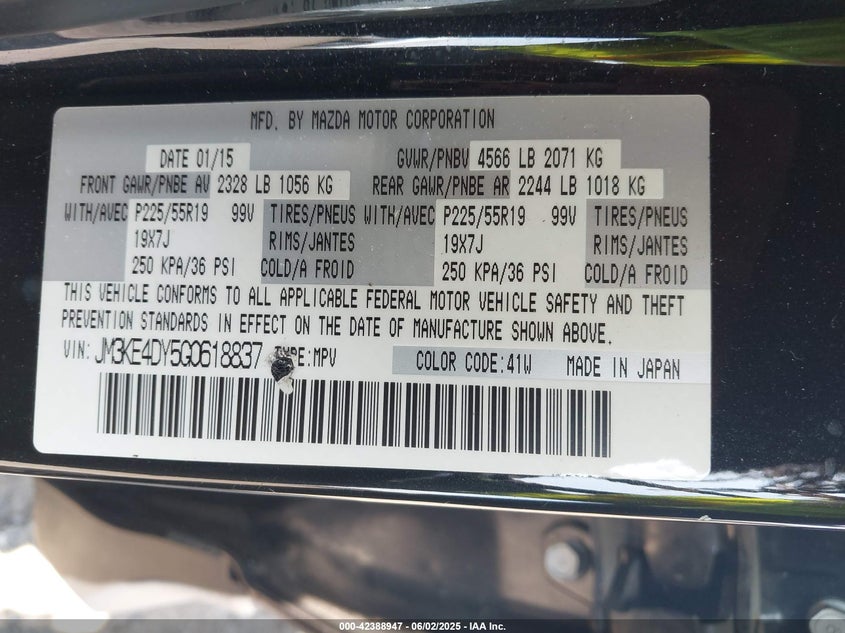 MFD. BY MAZDA MOTOR CORPORATION
DATE 01/15 GVWR/PNBV 4566 LB 2071 KG
FRONT GAWR/PNBE AV 2328 LB 1056 KG REAR GAWR/PNBE AR 2244 LB 1018 KG
WITH/AVEC P225/55R19 99V TIRES/PNEUS WITH/AVEC P225/55R19 99V TIRES/PNEUS
19X7J RIMS/JANTES 19X7J RIMS/JANTES
250 KPA/36 PSI COLD/A FROID 250 KPA/36 PSI COLD/A FROID
THIS VEHICLE CONFORMS TO ALL APPLICABLE FEDERAL MOTOR VEHICLE SAFETY AND THEFT
PREVENTION STANDARDS IN EFFECT ON THE DATE OF MANUFACTURE SHOWN ABOVE.
VIN: JM3KE4DY5G0618837 TYPE:MPV COLOR CODE:41W MADE IN JAPAN
000-42388947 - 06/02/2025 - IAA Inc.